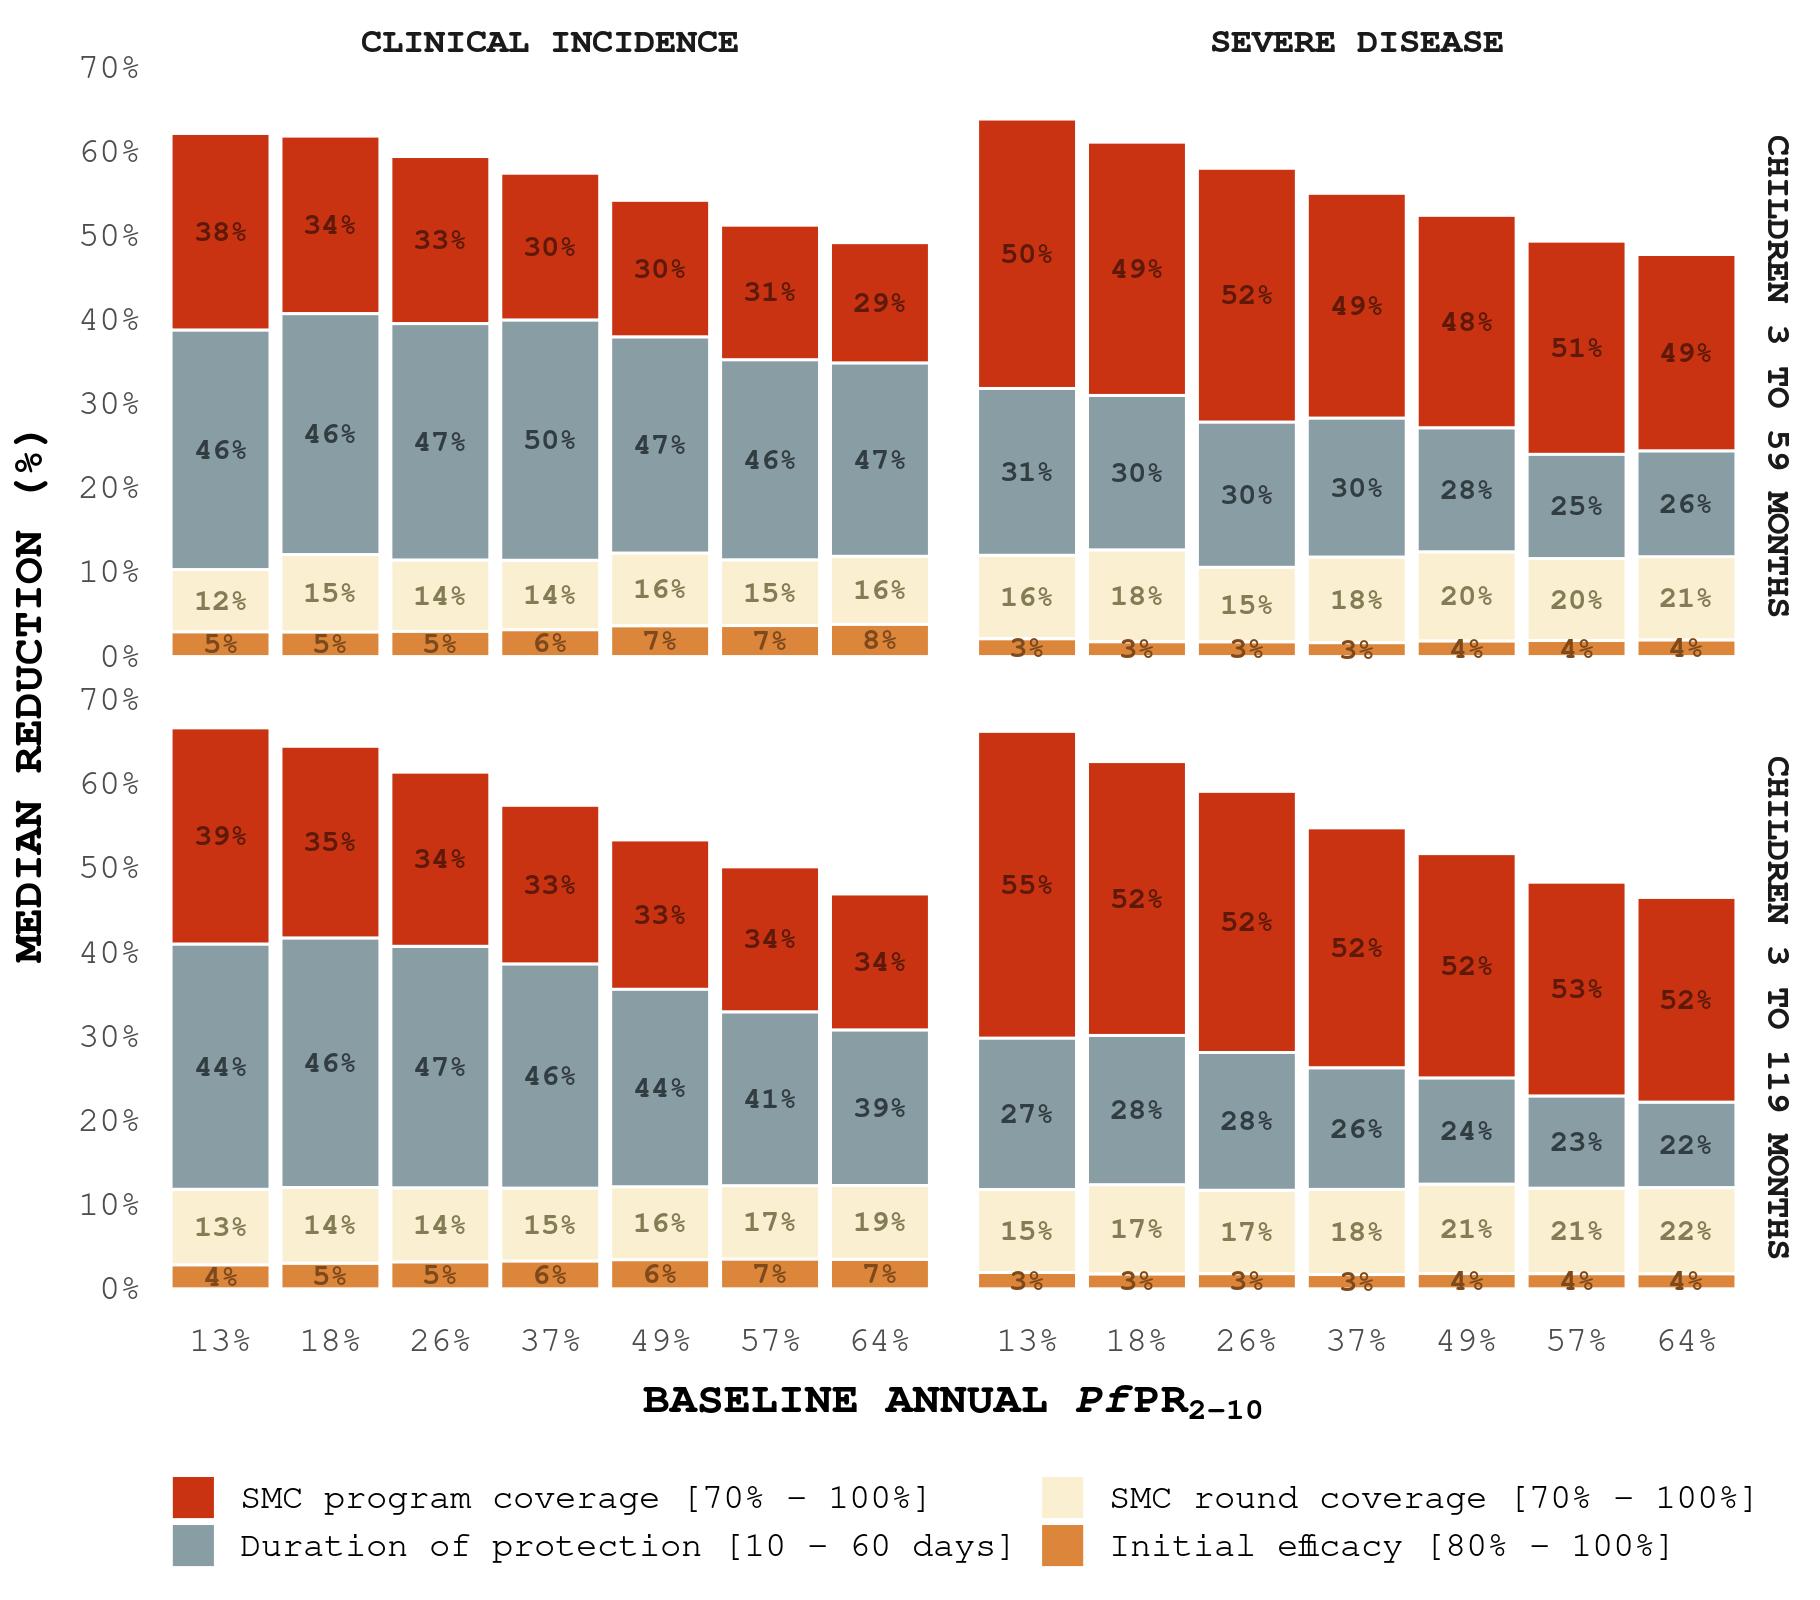 CLINICAL INCIDENCE
SEVERE DISEASE
MEDIAN REDUCTION (%)
70%
60%
50%
40%
30%
20%
10%
0%
38% 34% 33% 30% 30% 31% 29%
46% 46% 47% 50% 47% 46% 47%
12% 15% 14% 14% 16% 15% 16%
5% 5% 5% 6% 7% 7% 8%
50% 49% 52% 49% 48% 51% 49%
31% 30% 30% 30% 28% 25% 26%
16% 18% 15% 18% 20% 20% 21%
3% 3% 3% 3% 4% 4% 4%
CHILDREN 3 TO 59 MONTHS
70%
60%
50%
40%
30%
20%
10%
0%
39% 35% 34% 33% 33% 34% 34%
44% 46% 47% 46% 44% 41% 39%
13% 14% 14% 15% 16% 17% 19%
4% 5% 5% 6% 6% 7% 7%
55% 52% 52% 52% 52% 53% 52%
27% 28% 28% 26% 24% 23% 22%
15% 17% 17% 18% 21% 21% 22%
3% 3% 3% 3% 4% 4% 4%
CHILDREN 3 TO 119 MONTHS
13% 18% 26% 37% 49% 57% 64%
13% 18% 26% 37% 49% 57% 64%
BASELINE ANNUAL PfPR2−10
SMC program coverage [70% − 100%]
Duration of protection [10 − 60 days]
SMC round coverage [70% − 100%]
Initial efficacy [80% − 100%]